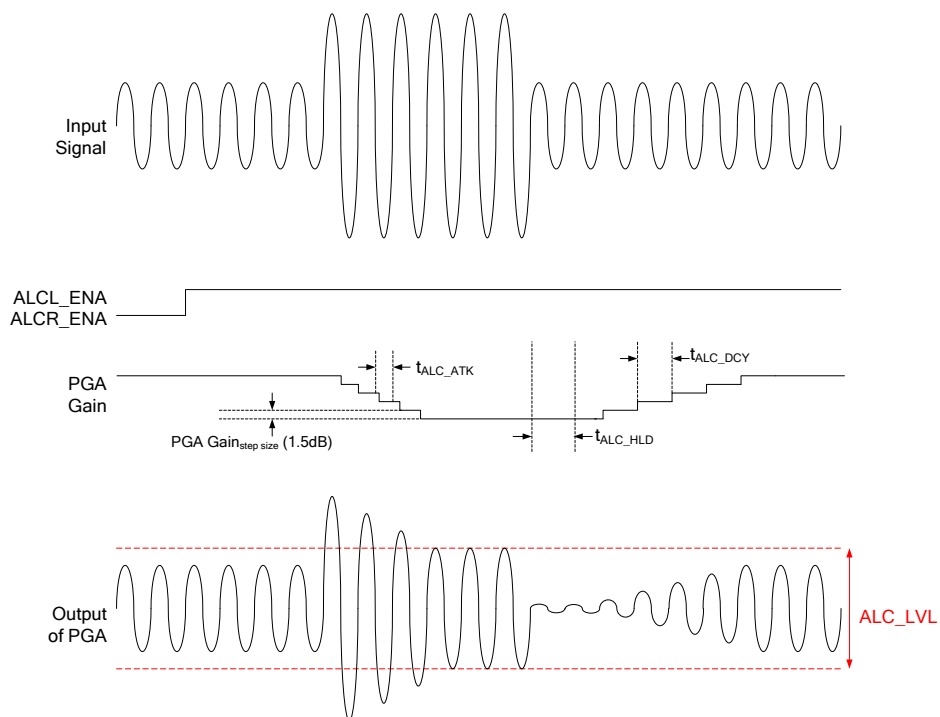 Input
Signal
ALCL_ENA
ALCR_ENA
tALC_DCY
tALC_ATK
PGA
Gain
PGA Gainstep size (1.5dB)
tALC_HLD
Output
of PGA
ALC_LVL